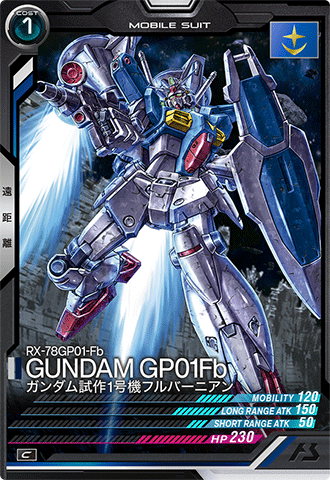 COST
1
MOBILE SUIT
遠距離
RX-78GP01-Fb
GUNDAM GP01Fb
ガンダム試作1号機フルバーニアン
MOBILITY 120
LONG RANGE ATK 150
SHORT RANGE ATK 50
HP 230
C